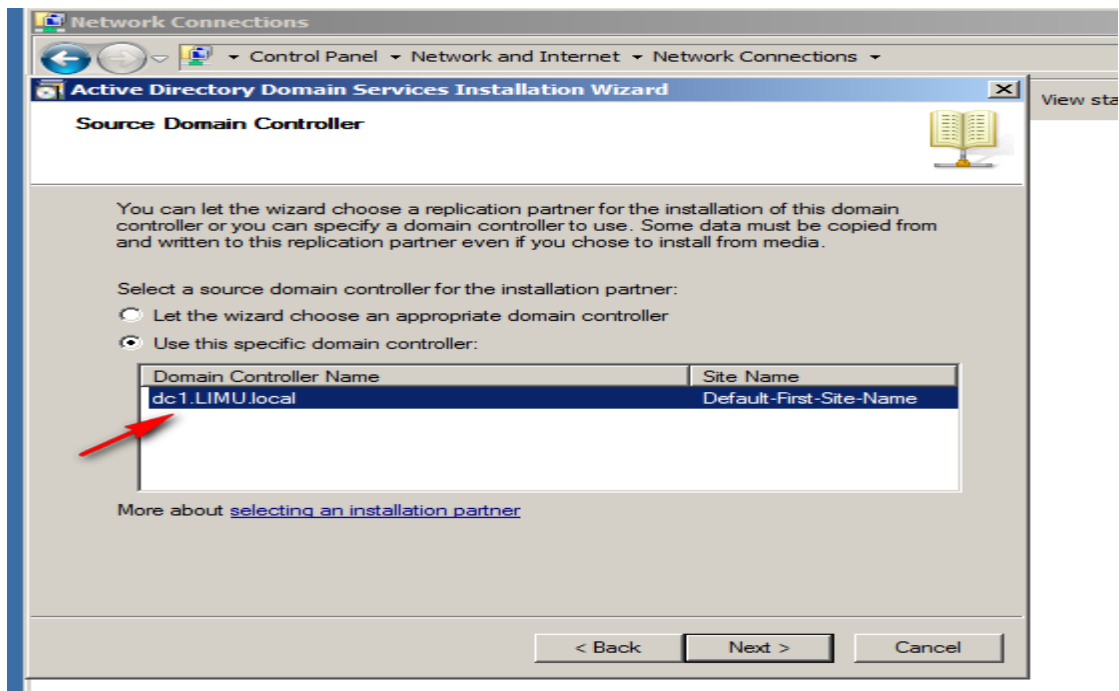 Network Connections
Control Panel Network and Internet Network Connections
Active Directory Domain Services Installation Wizard
View sta
Source Domain Controller
You can let the wizard choose a replication partner for the installation of this domain
controller or you can specify a domain controller to use. Some data must be copied from
and written to this replication partner even if you chose to install from media.
Select a source domain controller for the installation partner:
Let the wizard choose an appropriate domain controller
Use this specific domain controller:
Domain Controller Name Site Name
dc1.LIMU.local Default-First-Site-Name
More about selecting an installation partner
< Back Next > Cancel